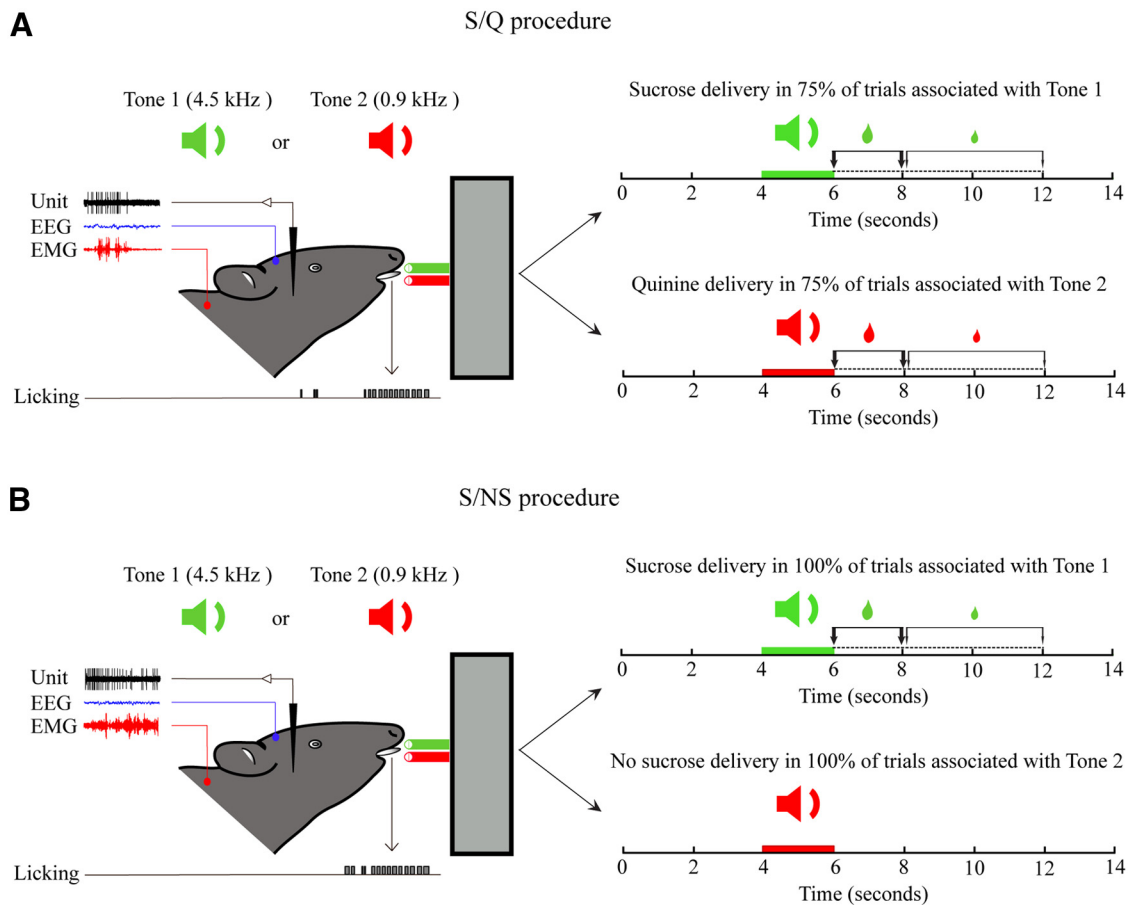 A
S/Q procedure
Tone 1 (4.5 kHz )
Tone 2 (0.9 kHz )
or
Unit
EEG
EMG
Licking
Sucrose delivery in 75% of trials associated with Tone 1
0 2 4 6 8 10 12 14
Time (seconds)
Quinine delivery in 75% of trials associated with Tone 2
0 2 4 6 8 10 12 14
Time (seconds)
B
S/NS procedure
Tone 1 (4.5 kHz )
Tone 2 (0.9 kHz )
or
Unit
EEG
EMG
Licking
Sucrose delivery in 100% of trials associated with Tone 1
0 2 4 6 8 10 12 14
Time (seconds)
No sucrose delivery in 100% of trials associated with Tone 2
0 2 4 6 8 10 12 14
Time (seconds)